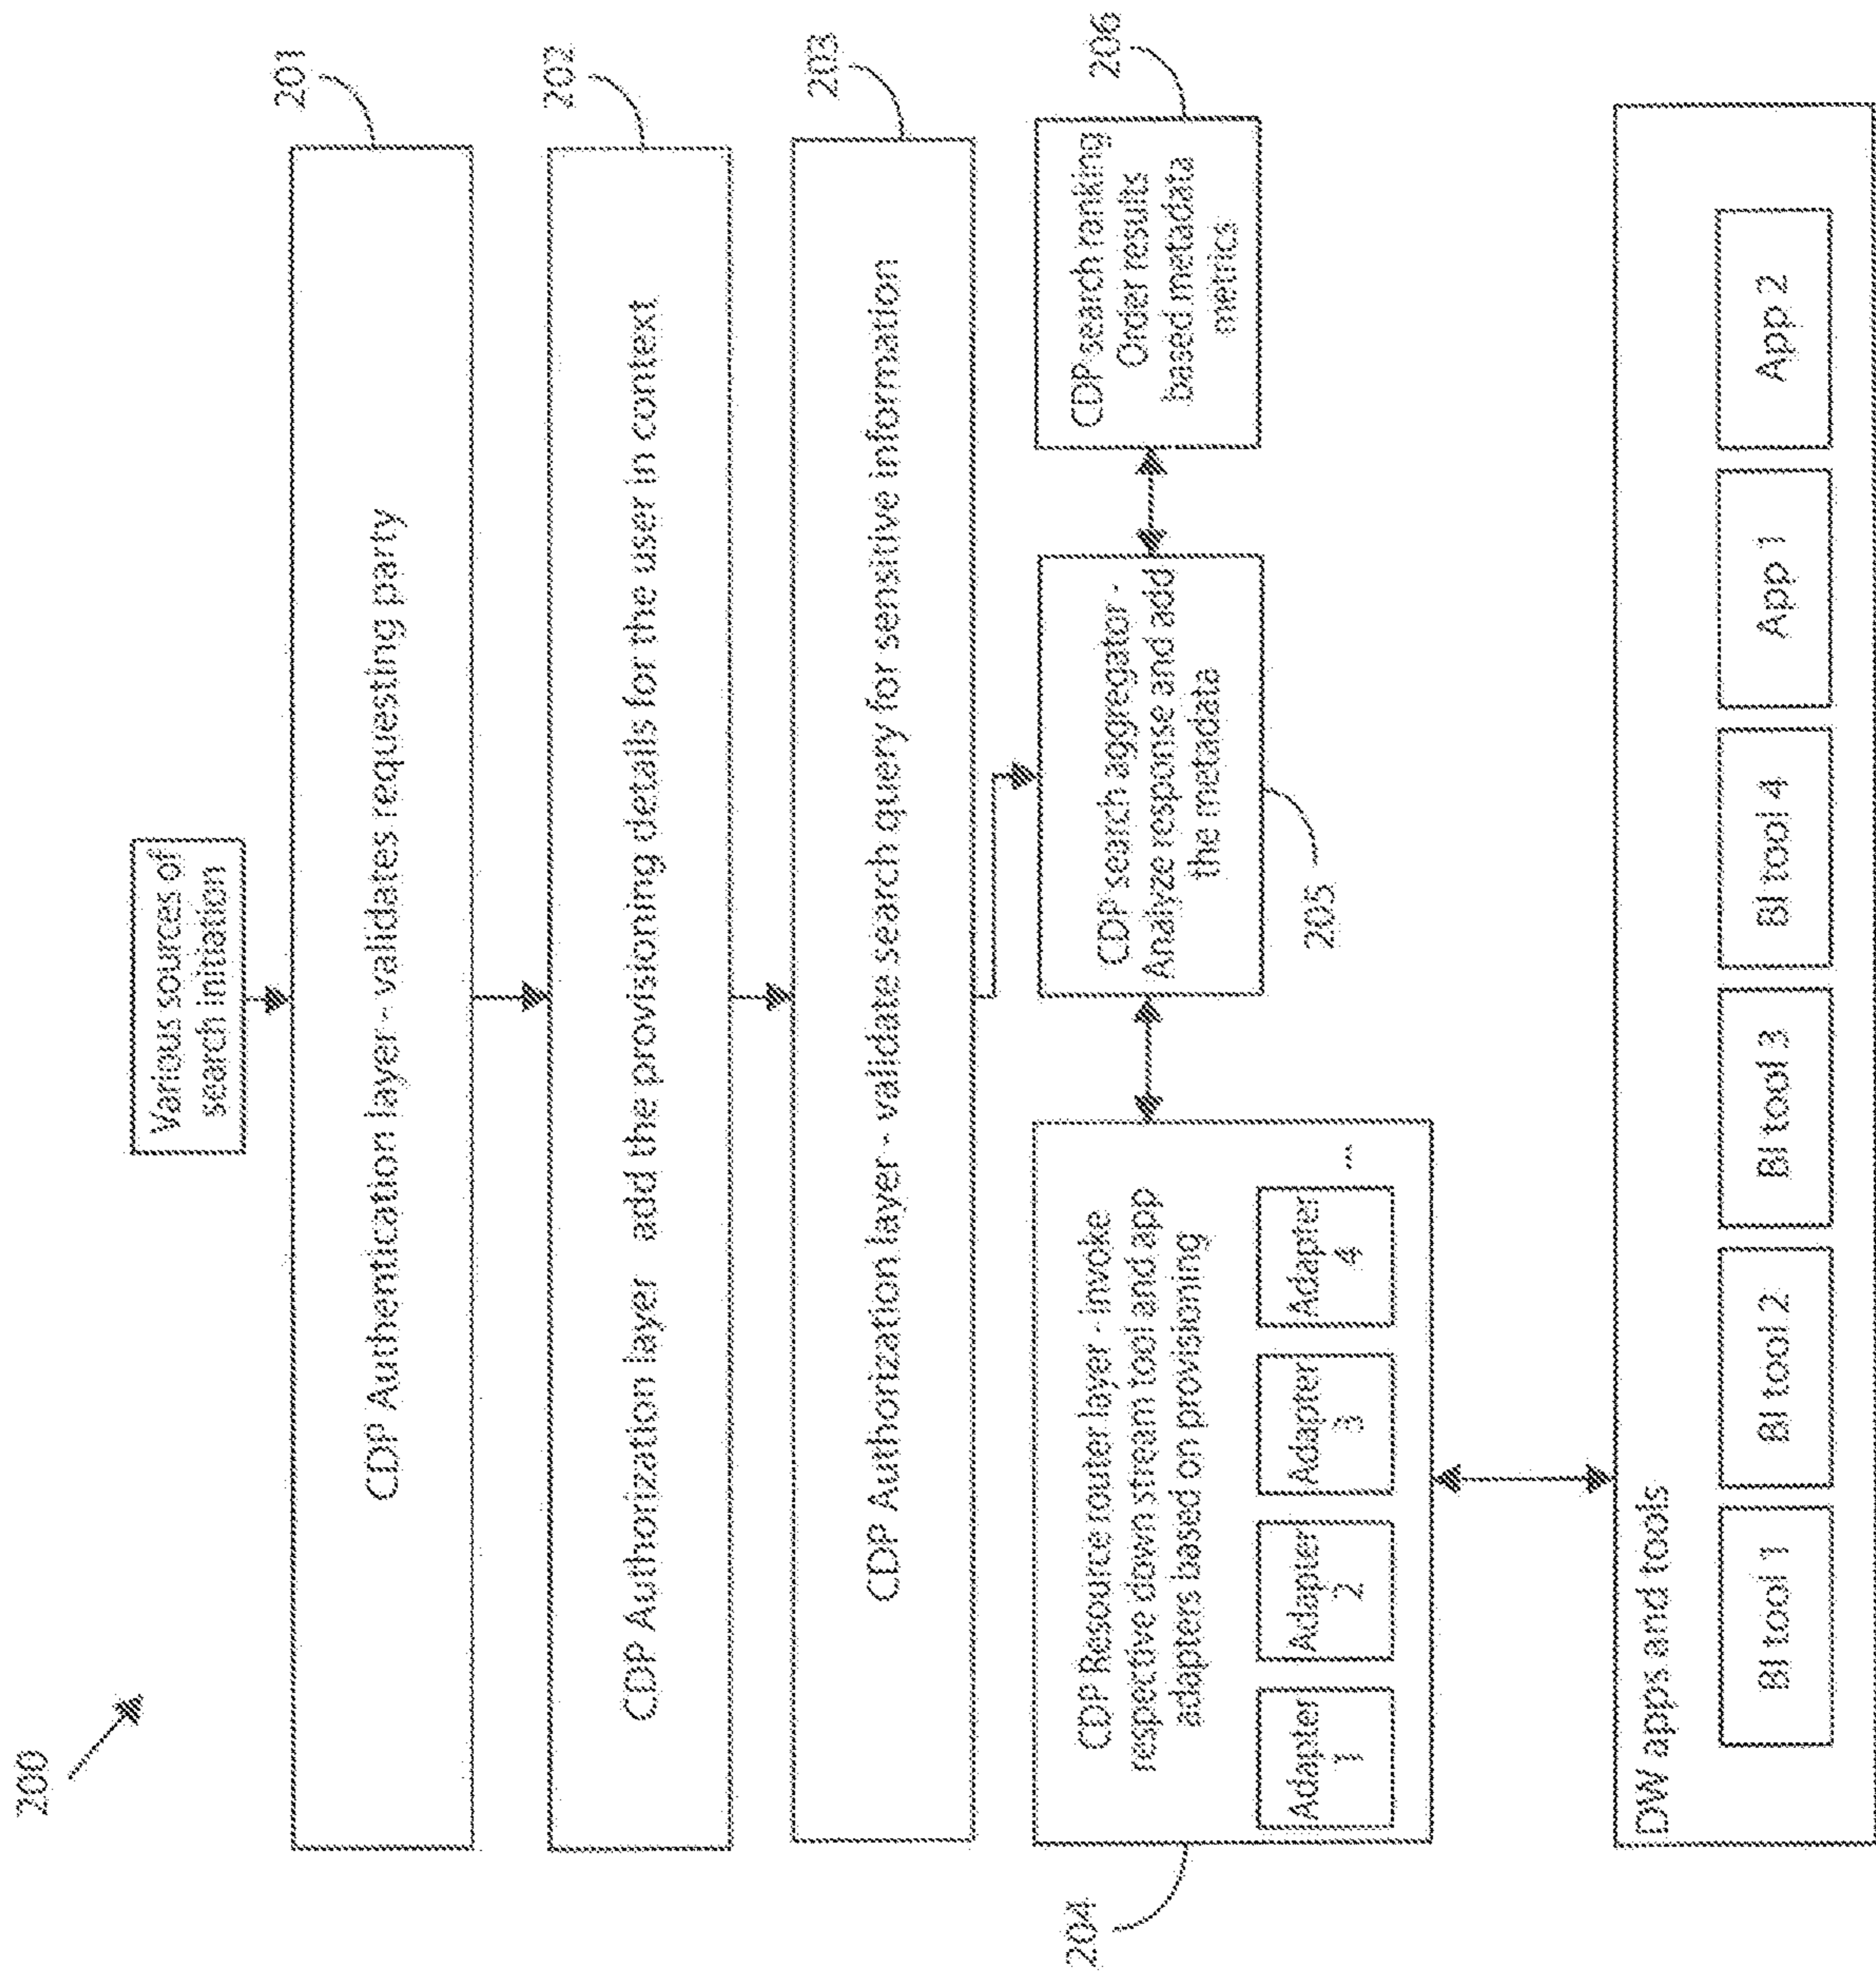 200
Various sources of
search initiation
201
CDP Authentication layer - validates requesting party
202
CDP Authorization layer add the provisioning details for the user in context
203
CDP Authorization layer - validate search query for sensitive information
204
CDP Resource router layer - invoke
respective down stream tool and app
adapters based on provisioning
Adapter
1
Adapter
2
Adapter
3
Adapter
4
...
CDP search aggregator -
Analyze response and add
the metadata
205
CDP search ranking
Order results
based metadata
metrics
206
DW apps and tools
BI tool 1
BI tool 2
BI tool 3
BI tool 4
App 1
App 2